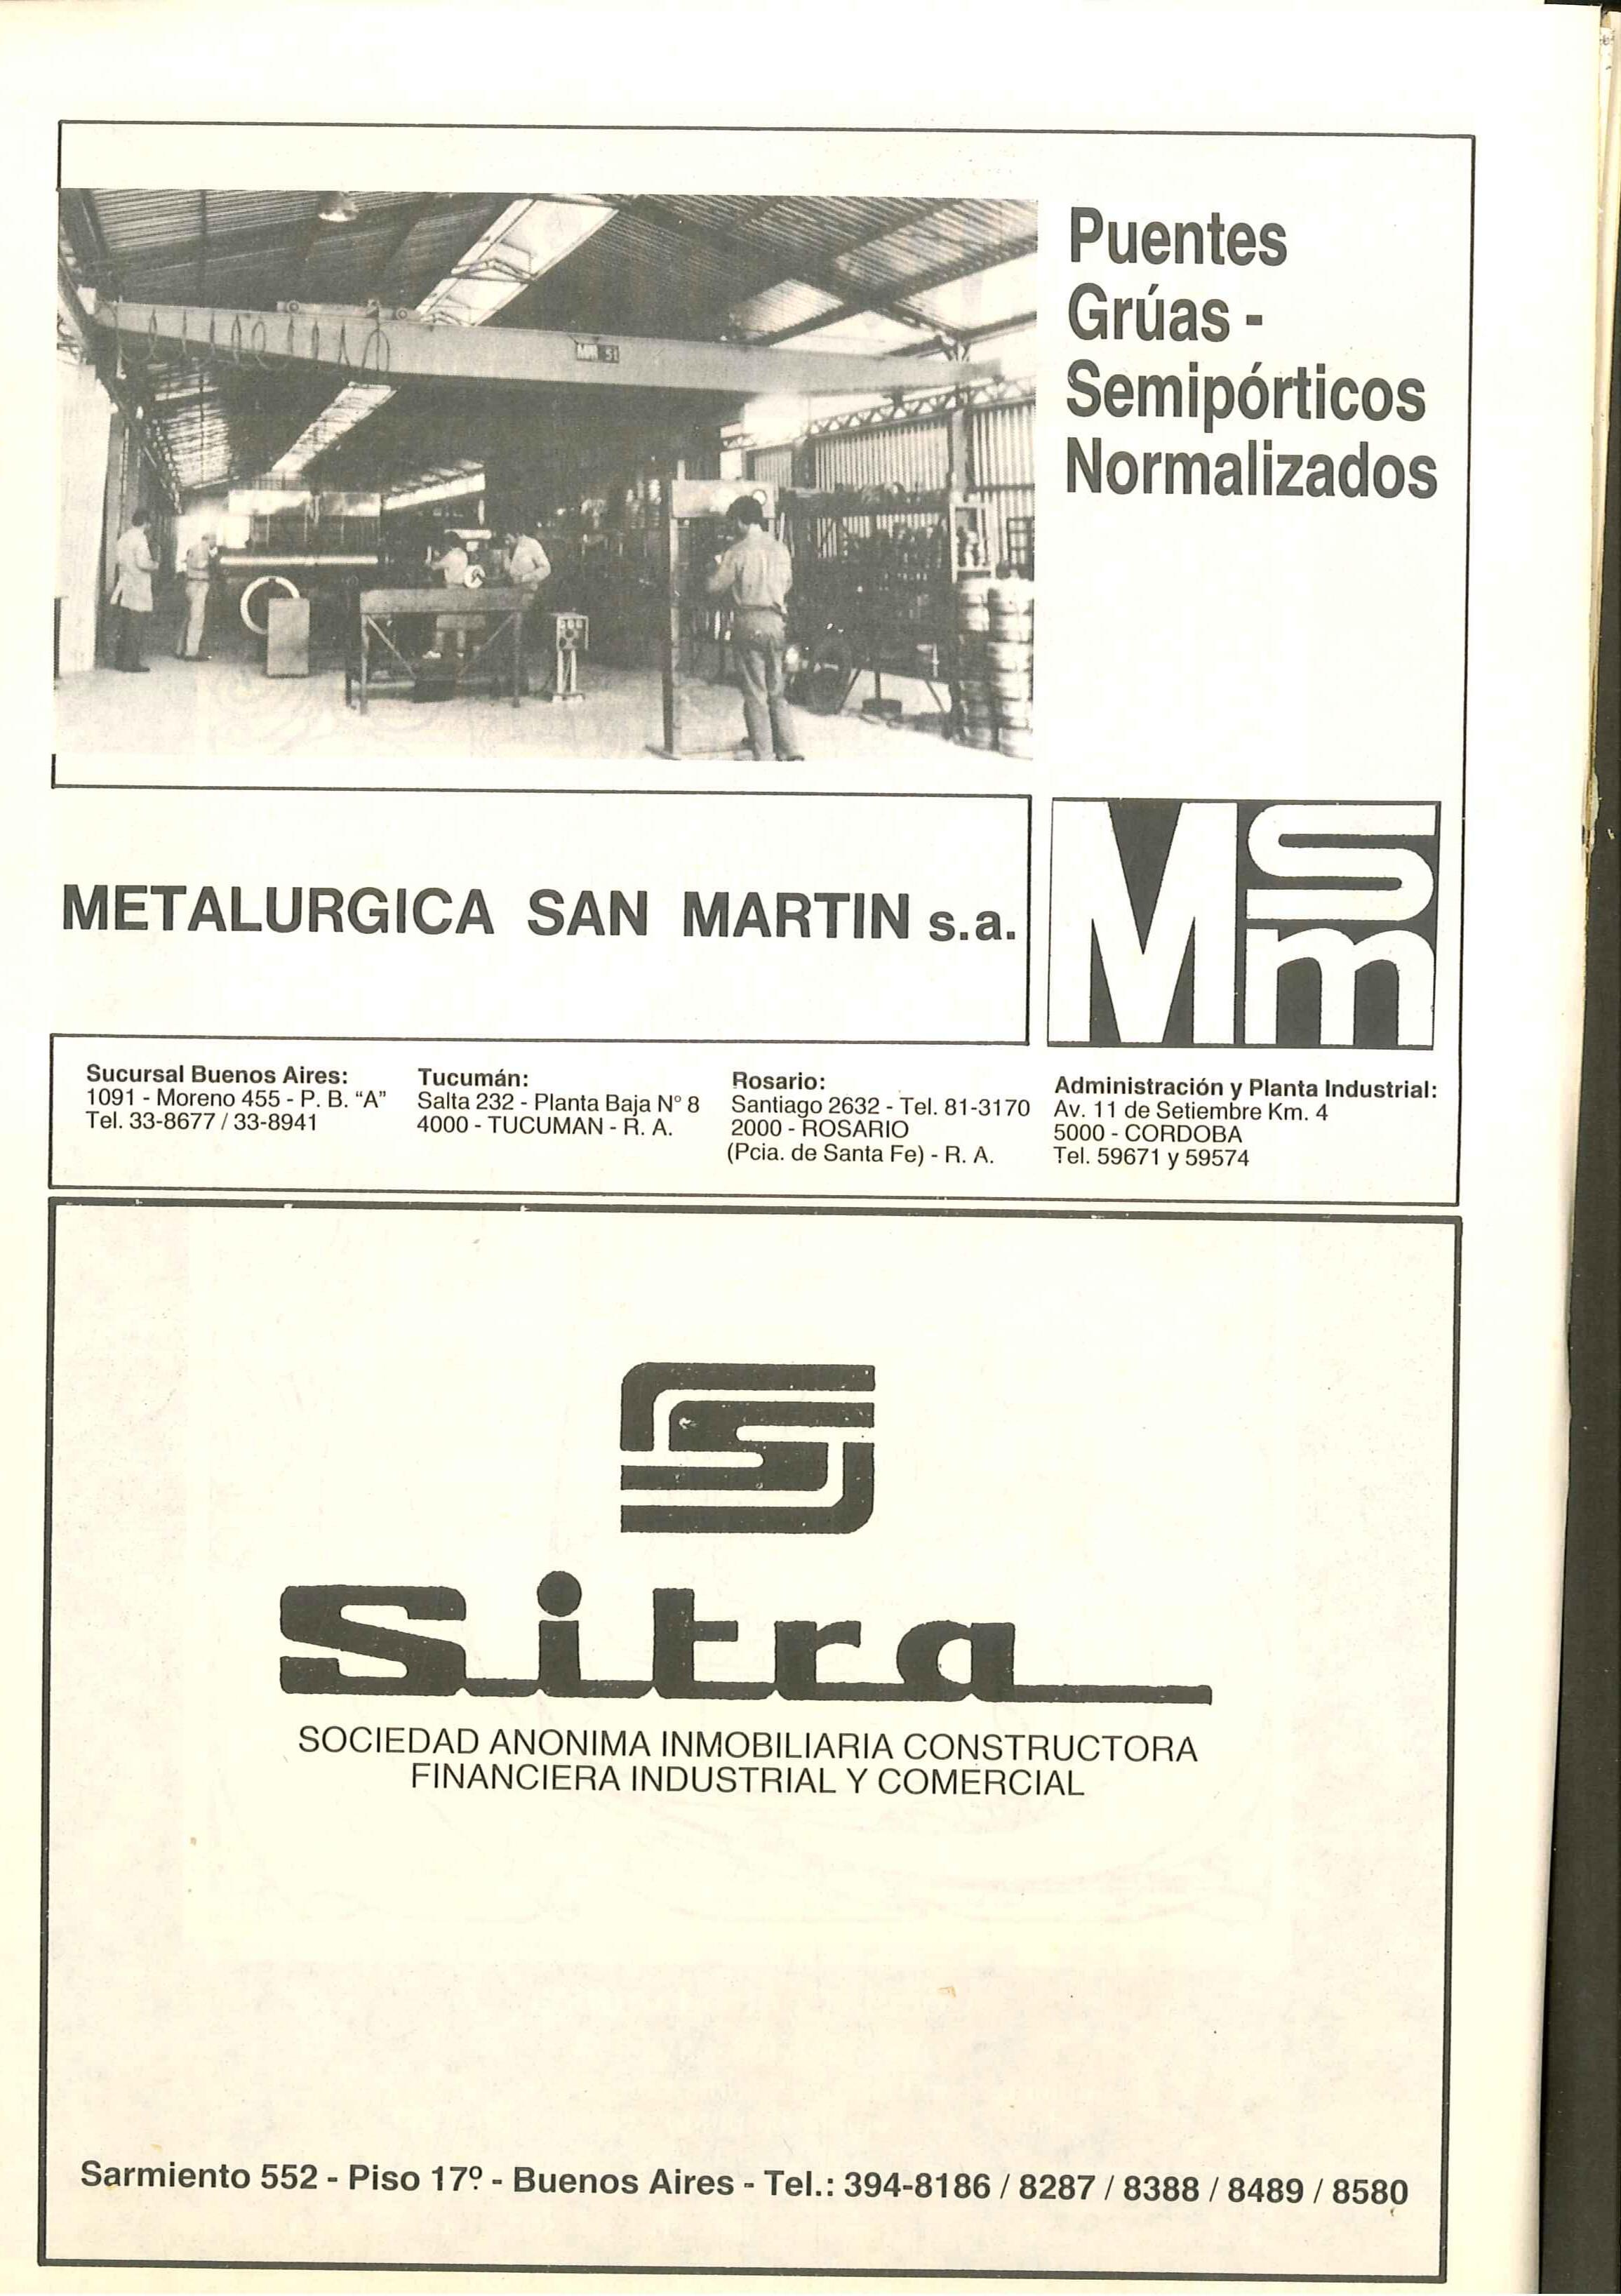 Puentes
Grúas -
Semipórticos
Normalizados
METALURGICA SAN MARTIN s.a.
Msm
Sucursal Buenos Aires:
1091 - Moreno 455 - P. B. “A”
Tel. 33-8677 / 33-8941
Tucumán:
Salta 232 - Planta Baja N° 8
4000 - TUCUMAN - R. A.
Rosario:
Santiago 2632 - Tel. 81-3170
2000 - ROSARIO
(Pcia. de Santa Fe) - R. A.
Administración y Planta Industrial:
Av. 11 de Setiembre Km. 4
5000 - CORDOBA
Tel. 59671 y 59574
Sitra
SOCIEDAD ANONIMA INMOBILIARIA CONSTRUCTORA
FINANCIERA INDUSTRIAL Y COMERCIAL
Sarmiento 552 - Piso 17º - Buenos Aires - Tel.: 394-8186 / 8287 / 8388 / 8489 / 8580